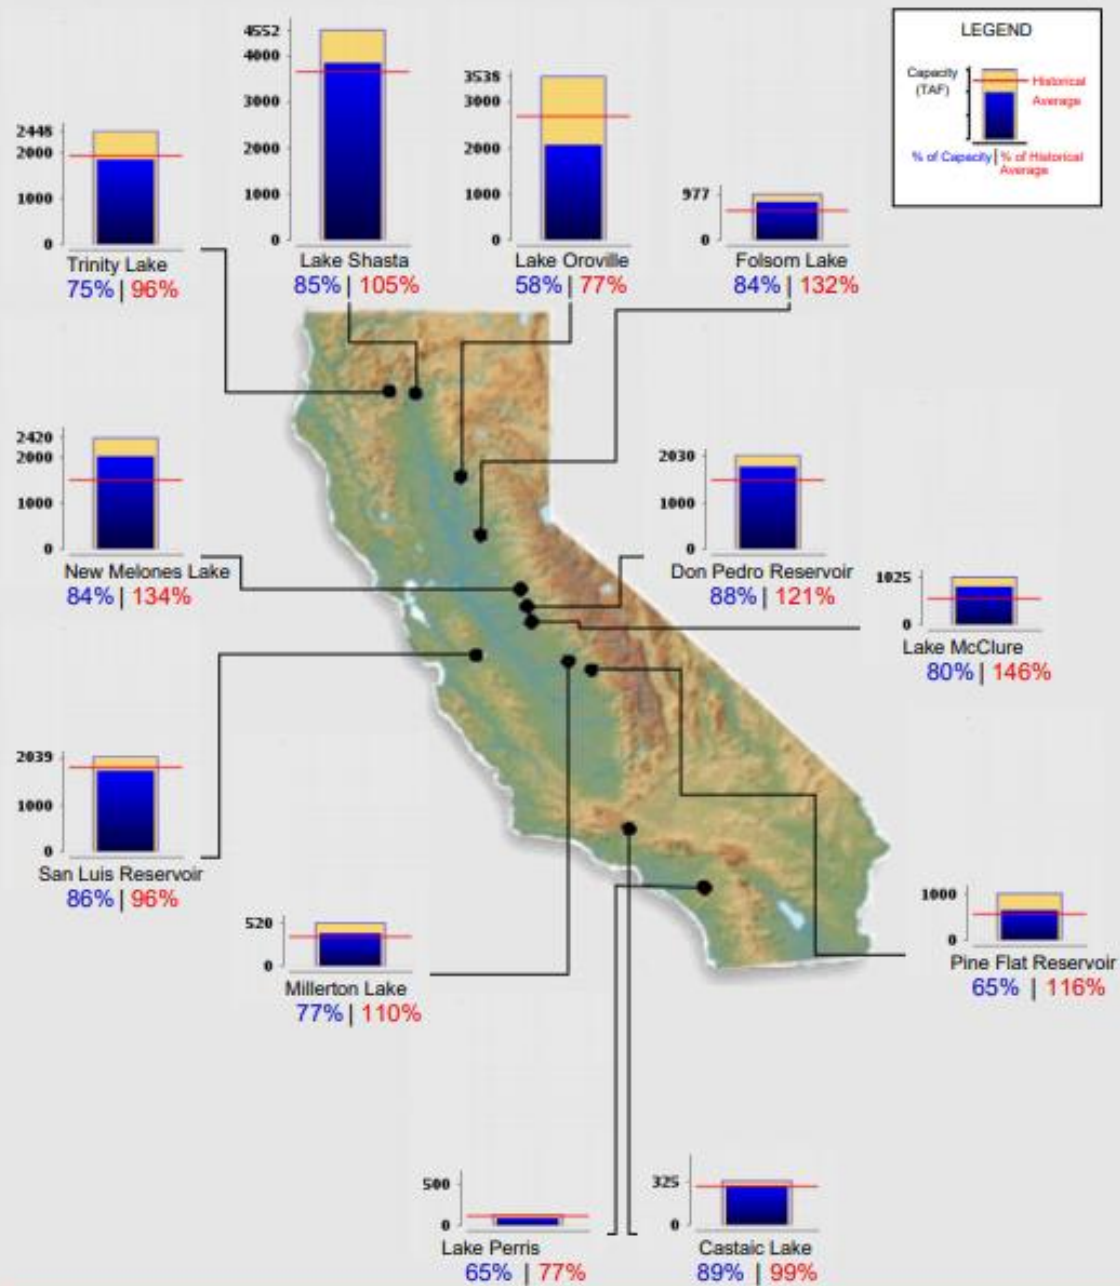 LEGEND
Capacity
(TAF)
Historical
Average
% of Capacity | % of Historical
Average
2448
2000
1000
0
Trinity Lake
75% | 96%
4552
4000
3000
2000
1000
0
Lake Shasta
85% | 105%
3538
3000
2000
1000
0
Lake Oroville
58% | 77%
977
0
Folsom Lake
84% | 132%
2420
2000
1000
0
New Melones Lake
84% | 134%
2030
1000
0
Don Pedro Reservoir
88% | 121%
1025
0
Lake McClure
80% | 146%
2039
1000
0
San Luis Reservoir
86% | 96%
520
0
Millerton Lake
77% | 110%
1000
0
Pine Flat Reservoir
65% | 116%
500
0
Lake Perris
65% | 77%
325
0
Castaic Lake
89% | 99%